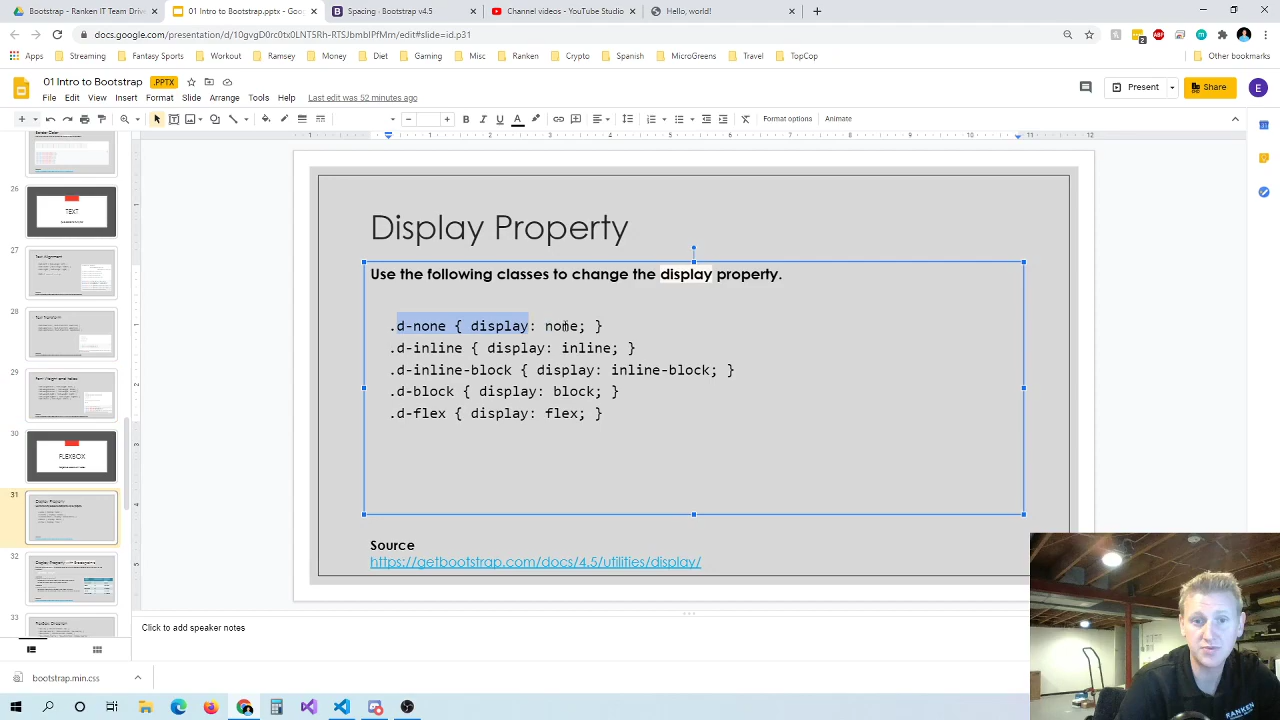 Ranken IT Team Drive
01 Intro to Bootstrap.pptx - Goo
Spacing · Bootstrap v4.5
Channel videos - YouTube Studio
Hello, world!
docs.google.com/presentation/d/10gvgD0rc0tx0LNT5Rh-RTSJbmbIPfMm/edit#slide=id.p31
Apps
Streaming
Fantasy Sports
Workout
Money
Diet
Gaming
Misc
Ranken
Crypto
Spanish
MicroGreens
Travel
TopCop
Other bookmarks
01 Intro to Bootstrap
.PPTX
File Edit View Insert Format Slide Arrange Tools Help
Last edit was 52 minutes ago
Present
Share
E
Format options
Animate
26
TEXT
27
28
29
30
FLEXBOX
31
32
33
Display Property
Use the following classes to change the display property.
.d-none { display: none; }
.d-inline { display: inline; }
.d-inline-block { display: inline-block; }
.d-block { display: block; }
.d-flex { display: flex; }
Source
https://getbootstrap.com/docs/4.5/utilities/display/
Click to add speaker notes
bootstrap.min.css
RANKEN